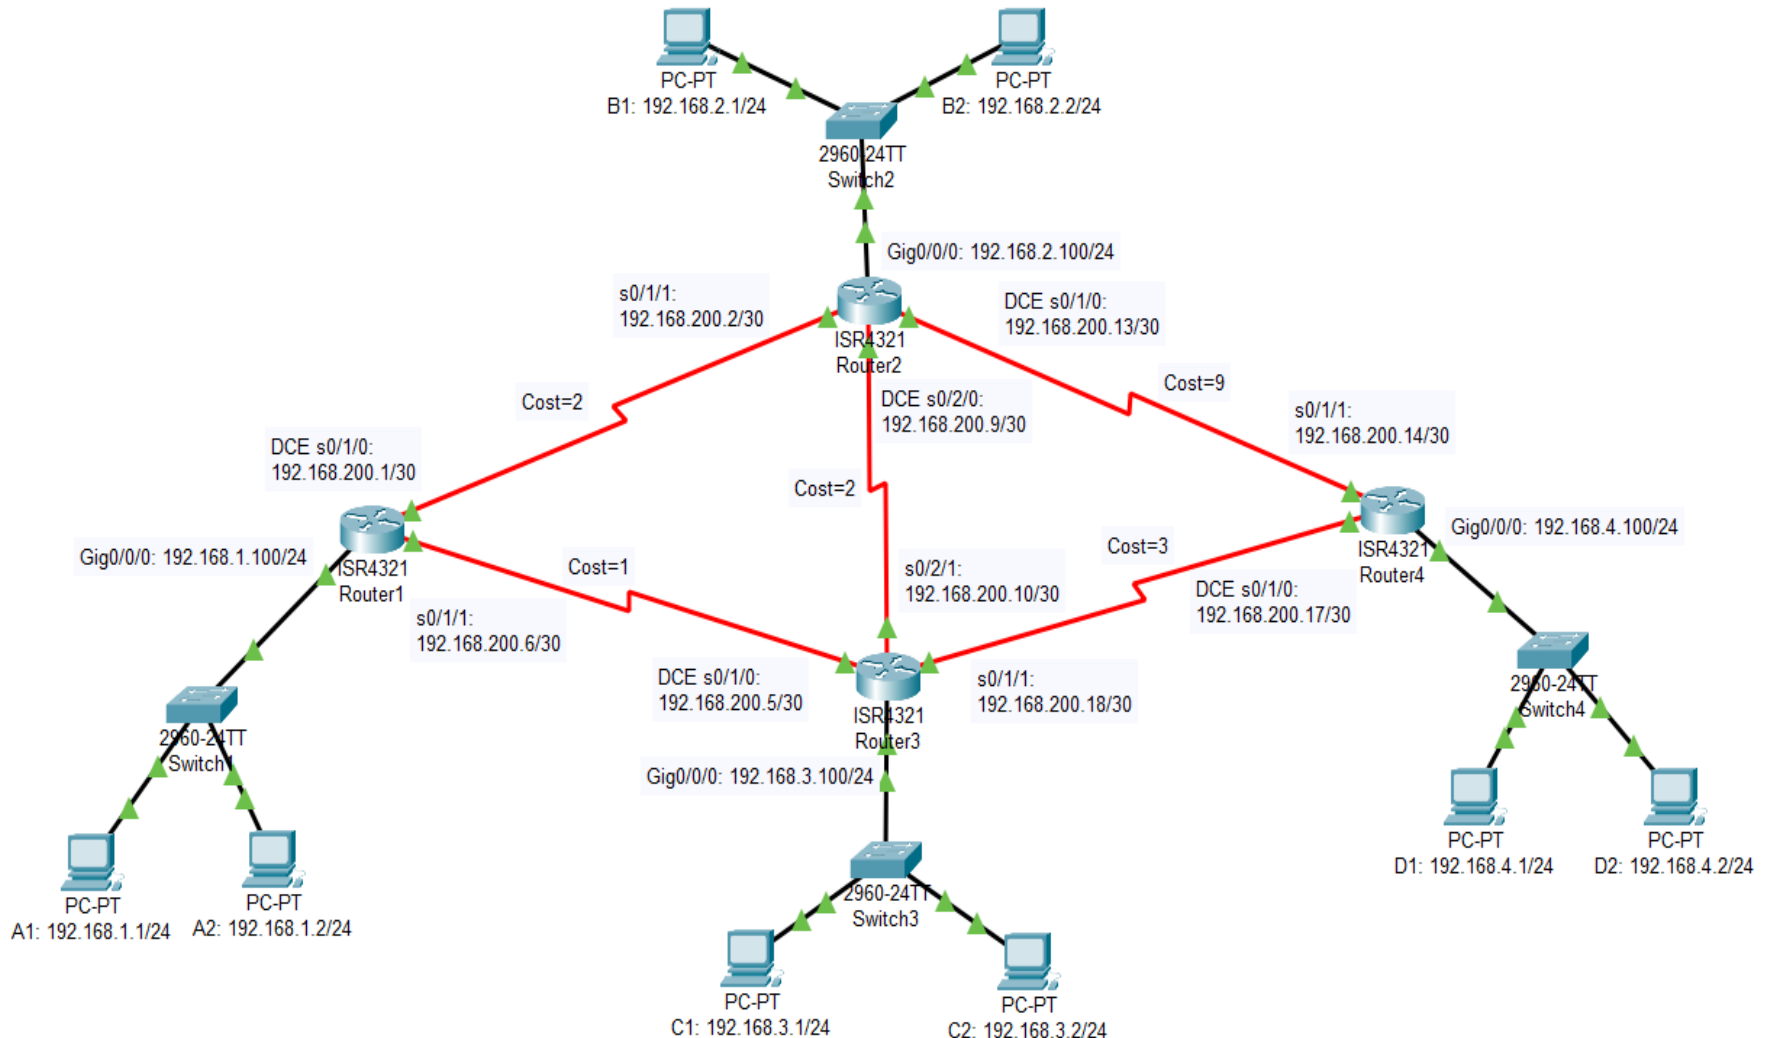 PC-PT
B1: 192.168.2.1/24
PC-PT
B2: 192.168.2.2/24
2960-24TT
Switch2
Gig0/0/0: 192.168.2.100/24
s0/1/1:
192.168.200.2/30
DCE s0/1/0:
192.168.200.13/30
ISR4321
Router2
Cost=2
DCE s0/2/0:
192.168.200.9/30
Cost=9
s0/1/1:
192.168.200.14/30
DCE s0/1/0:
192.168.200.1/30
Cost=2
Gig0/0/0: 192.168.1.100/24
ISR4321
Router1
Cost=1
s0/1/1:
192.168.200.6/30
s0/2/1:
192.168.200.10/30
Cost=3
Gig0/0/0: 192.168.4.100/24
ISR4321
Router4
DCE s0/1/0:
192.168.200.17/30
DCE s0/1/0:
192.168.200.5/30
s0/1/1:
192.168.200.18/30
ISR4321
Router3
2960-24TT
Switch4
2960-24TT
Switch1
Gig0/0/0: 192.168.3.100/24
PC-PT
D1: 192.168.4.1/24
PC-PT
D2: 192.168.4.2/24
PC-PT
A1: 192.168.1.1/24
PC-PT
A2: 192.168.1.2/24
2960-24TT
Switch3
PC-PT
C1: 192.168.3.1/24
PC-PT
C2: 192.168.3.2/24